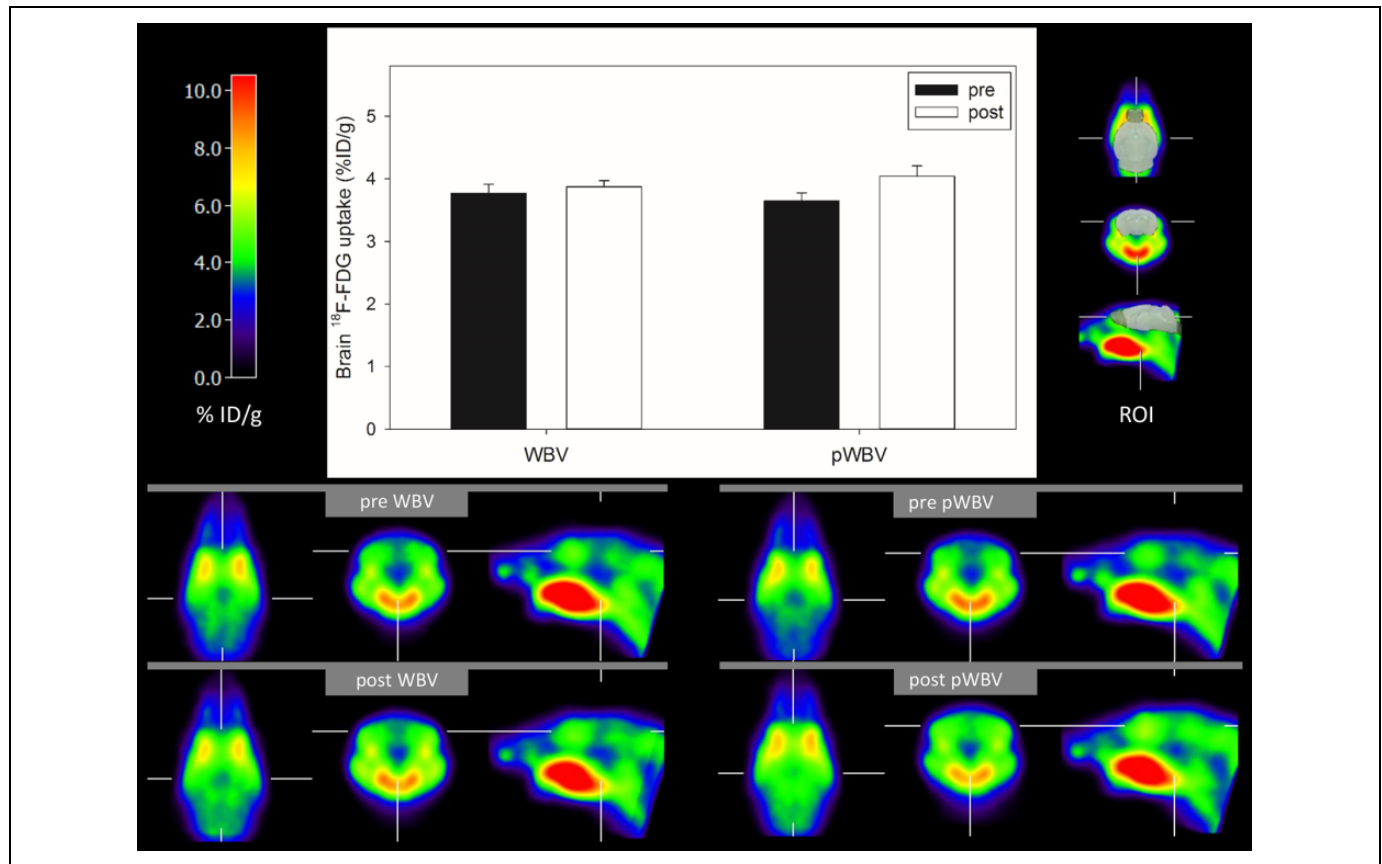 10.0
8.0
6.0
4.0
2.0
0.0
% ID/g
Brain ¹⁸F-FDG uptake (%ID/g)
5
4
3
2
1
0
pre
post
WBV
pWBV
ROI
pre WBV
pre pWBV
post WBV
post pWBV